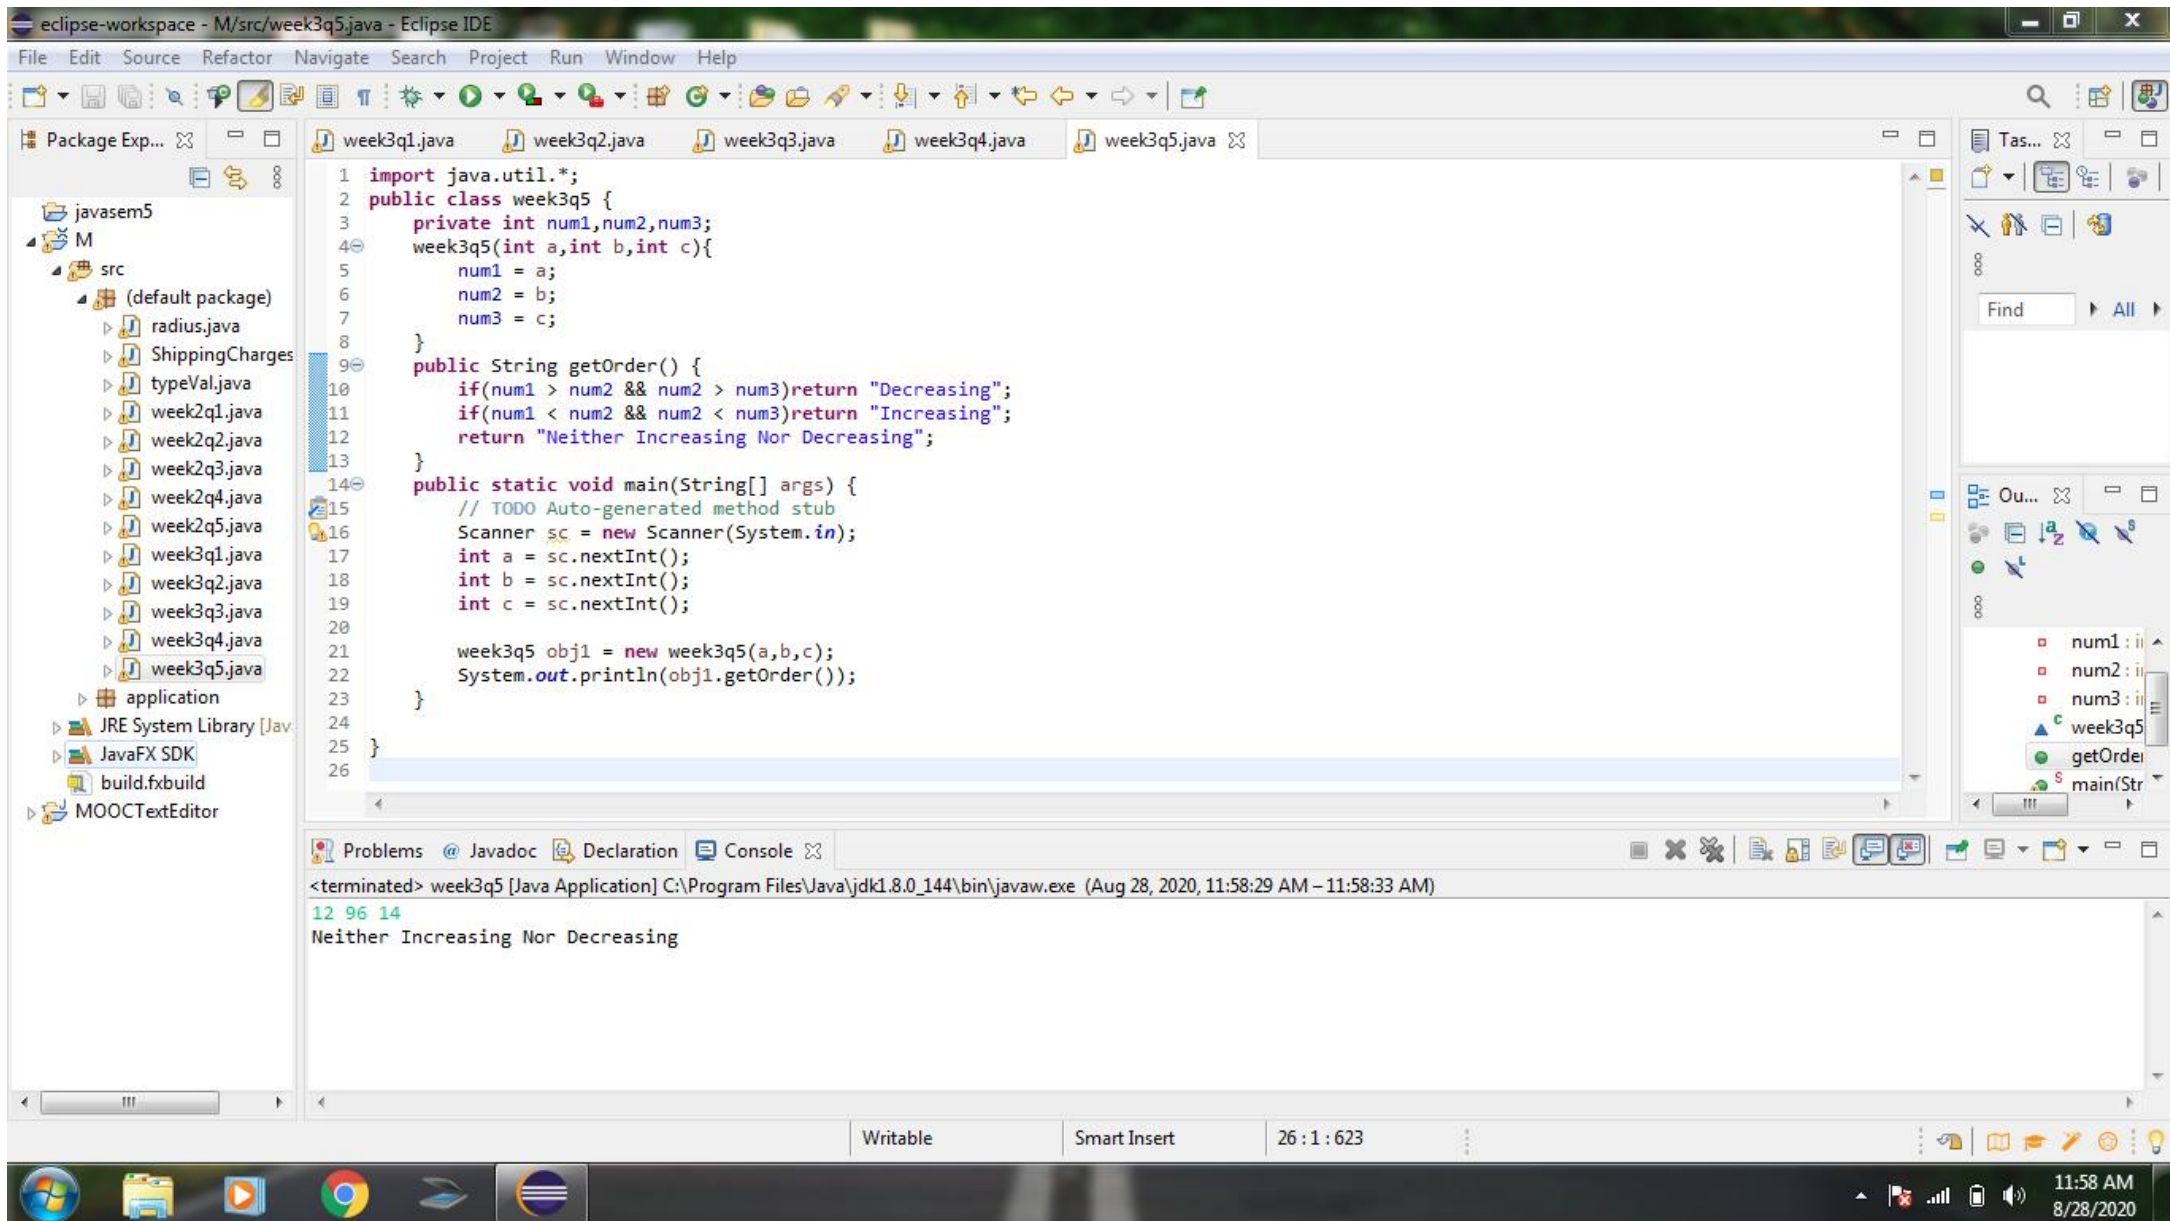 eclipse-workspace - M/src/week3q5.java - Eclipse IDE
File Edit Source Refactor Navigate Search Project Run Window Help
Package Exp...
javasem5
M
src
(default package)
radius.java
ShippingCharges
typeVal.java
week2q1.java
week2q2.java
week2q3.java
week2q4.java
week2q5.java
week3q1.java
week3q2.java
week3q3.java
week3q4.java
week3q5.java
application
JRE System Library [Jav
JavaFX SDK
build.fxbuild
MOOCTextEditor
week3q1.java week3q2.java week3q3.java week3q4.java week3q5.java
1 import java.util.*;
2 public class week3q5 {
3 private int num1,num2,num3;
4 week3q5(int a,int b,int c){
5 num1 = a;
6 num2 = b;
7 num3 = c;
8 }
9 public String getOrder() {
10 if(num1 > num2 && num2 > num3)return "Decreasing";
11 if(num1 < num2 && num2 < num3)return "Increasing";
12 return "Neither Increasing Nor Decreasing";
13 }
14 public static void main(String[] args) {
15 // TODO Auto-generated method stub
16 Scanner sc = new Scanner(System.in);
17 int a = sc.nextInt();
18 int b = sc.nextInt();
19 int c = sc.nextInt();
20
21 week3q5 obj1 = new week3q5(a,b,c);
22 System.out.println(obj1.getOrder());
23 }
24
25 }
26
Tas...
Find All
Ou...
num1 : i
num2 : i
num3 : i
week3q5
getOrder
main(Str
Problems @ Javadoc Declaration Console
<terminated> week3q5 [Java Application] C:\Program Files\Java\jdk1.8.0_144\bin\javaw.exe (Aug 28, 2020, 11:58:29 AM – 11:58:33 AM)
12 96 14
Neither Increasing Nor Decreasing
Writable Smart Insert 26 : 1 : 623
11:58 AM
8/28/2020